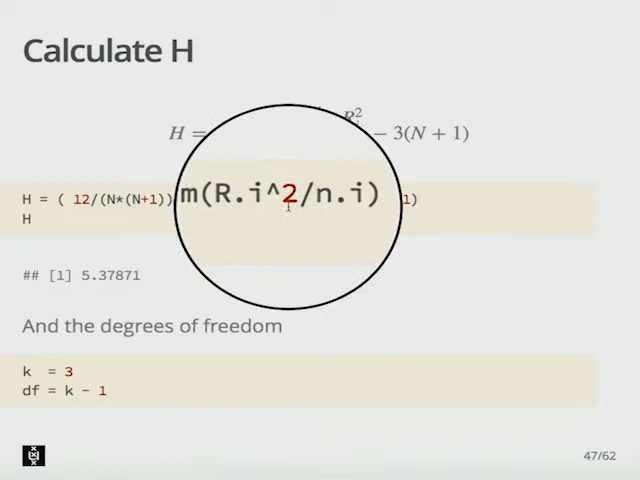 Calculate H
H = R²ᵢ − 3(N + 1)
H = ( 12/(N*(N+1)) m(R.i^2/n.i) 1)
H
## [1] 5.37871
And the degrees of freedom
k = 3
df = k - 1
47/62